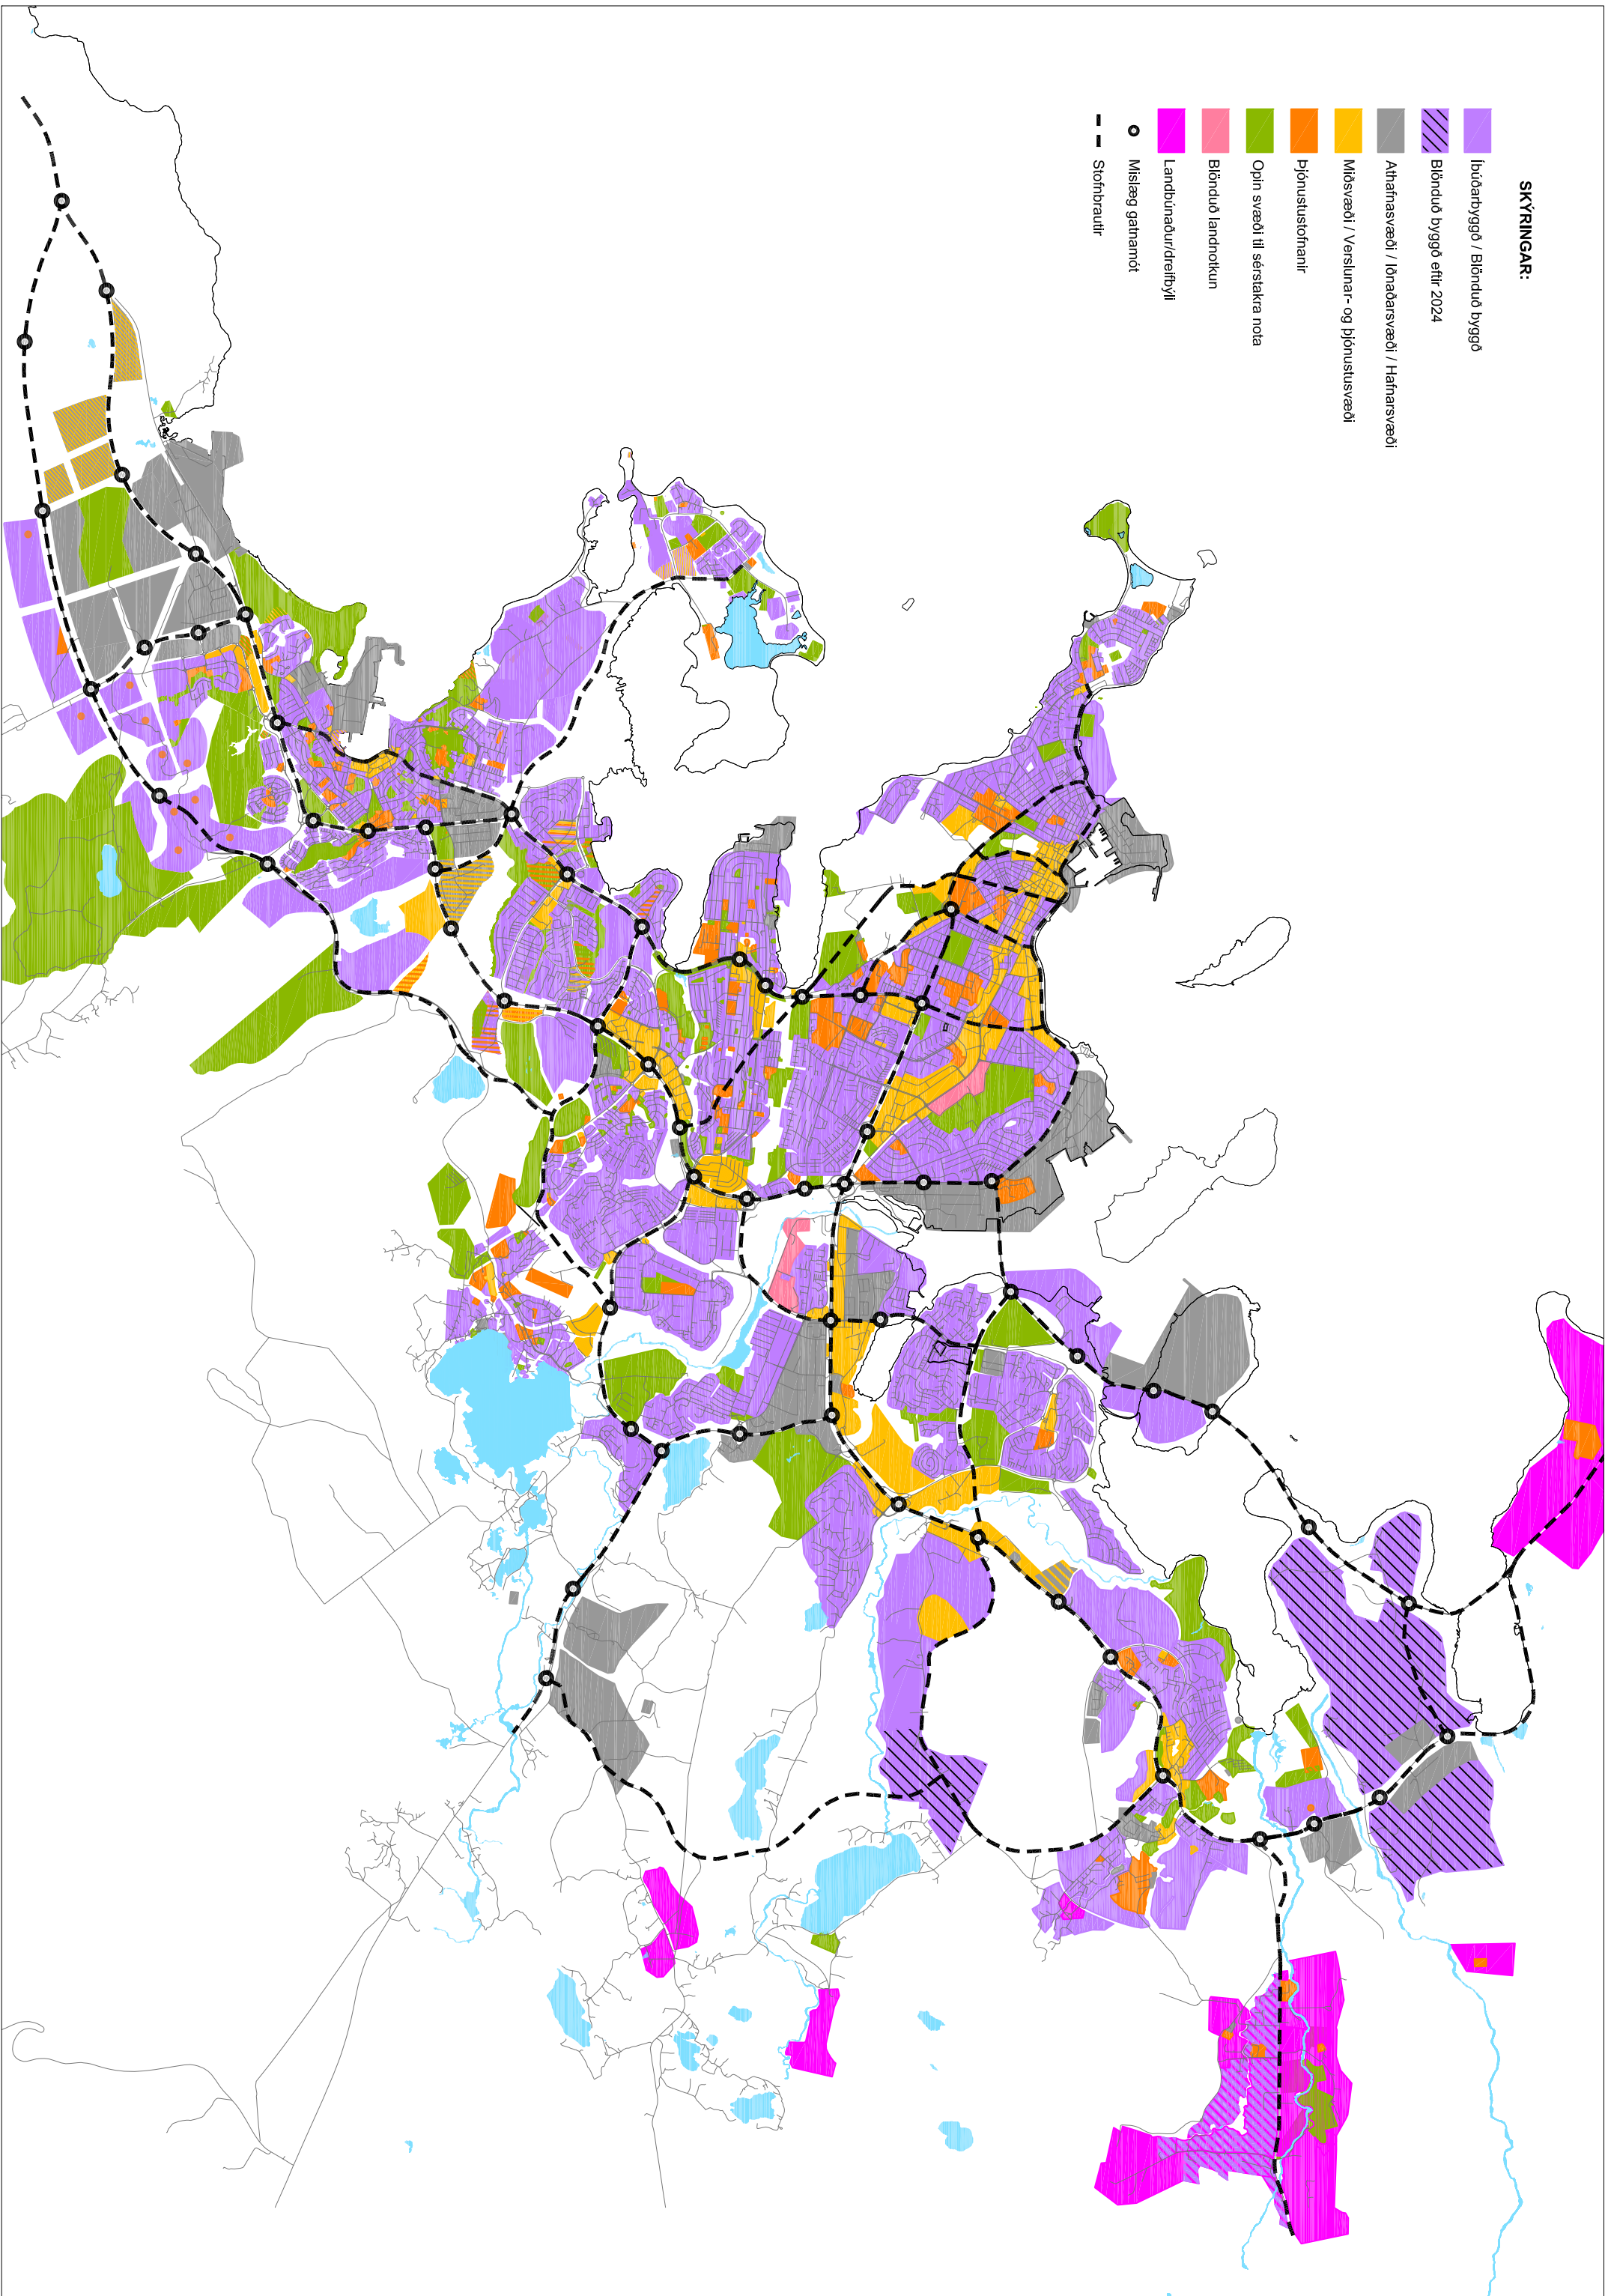 SKÝRINGAR:
Íbúðarbyggð / Blönduð byggð
Blönduð byggð eftir 2024
Athafnasvæði / Iðnaðarsvæði / Hafnarsvæði
Miðsvæði / Verslunar- og þjónustusvæði
Þjónustustofnanir
Opin svæði til sérstakra nota
Blönduð landnotkun
Landbúnaður/dreifbýli
Mislæg gatnamót
Stofnbrautir